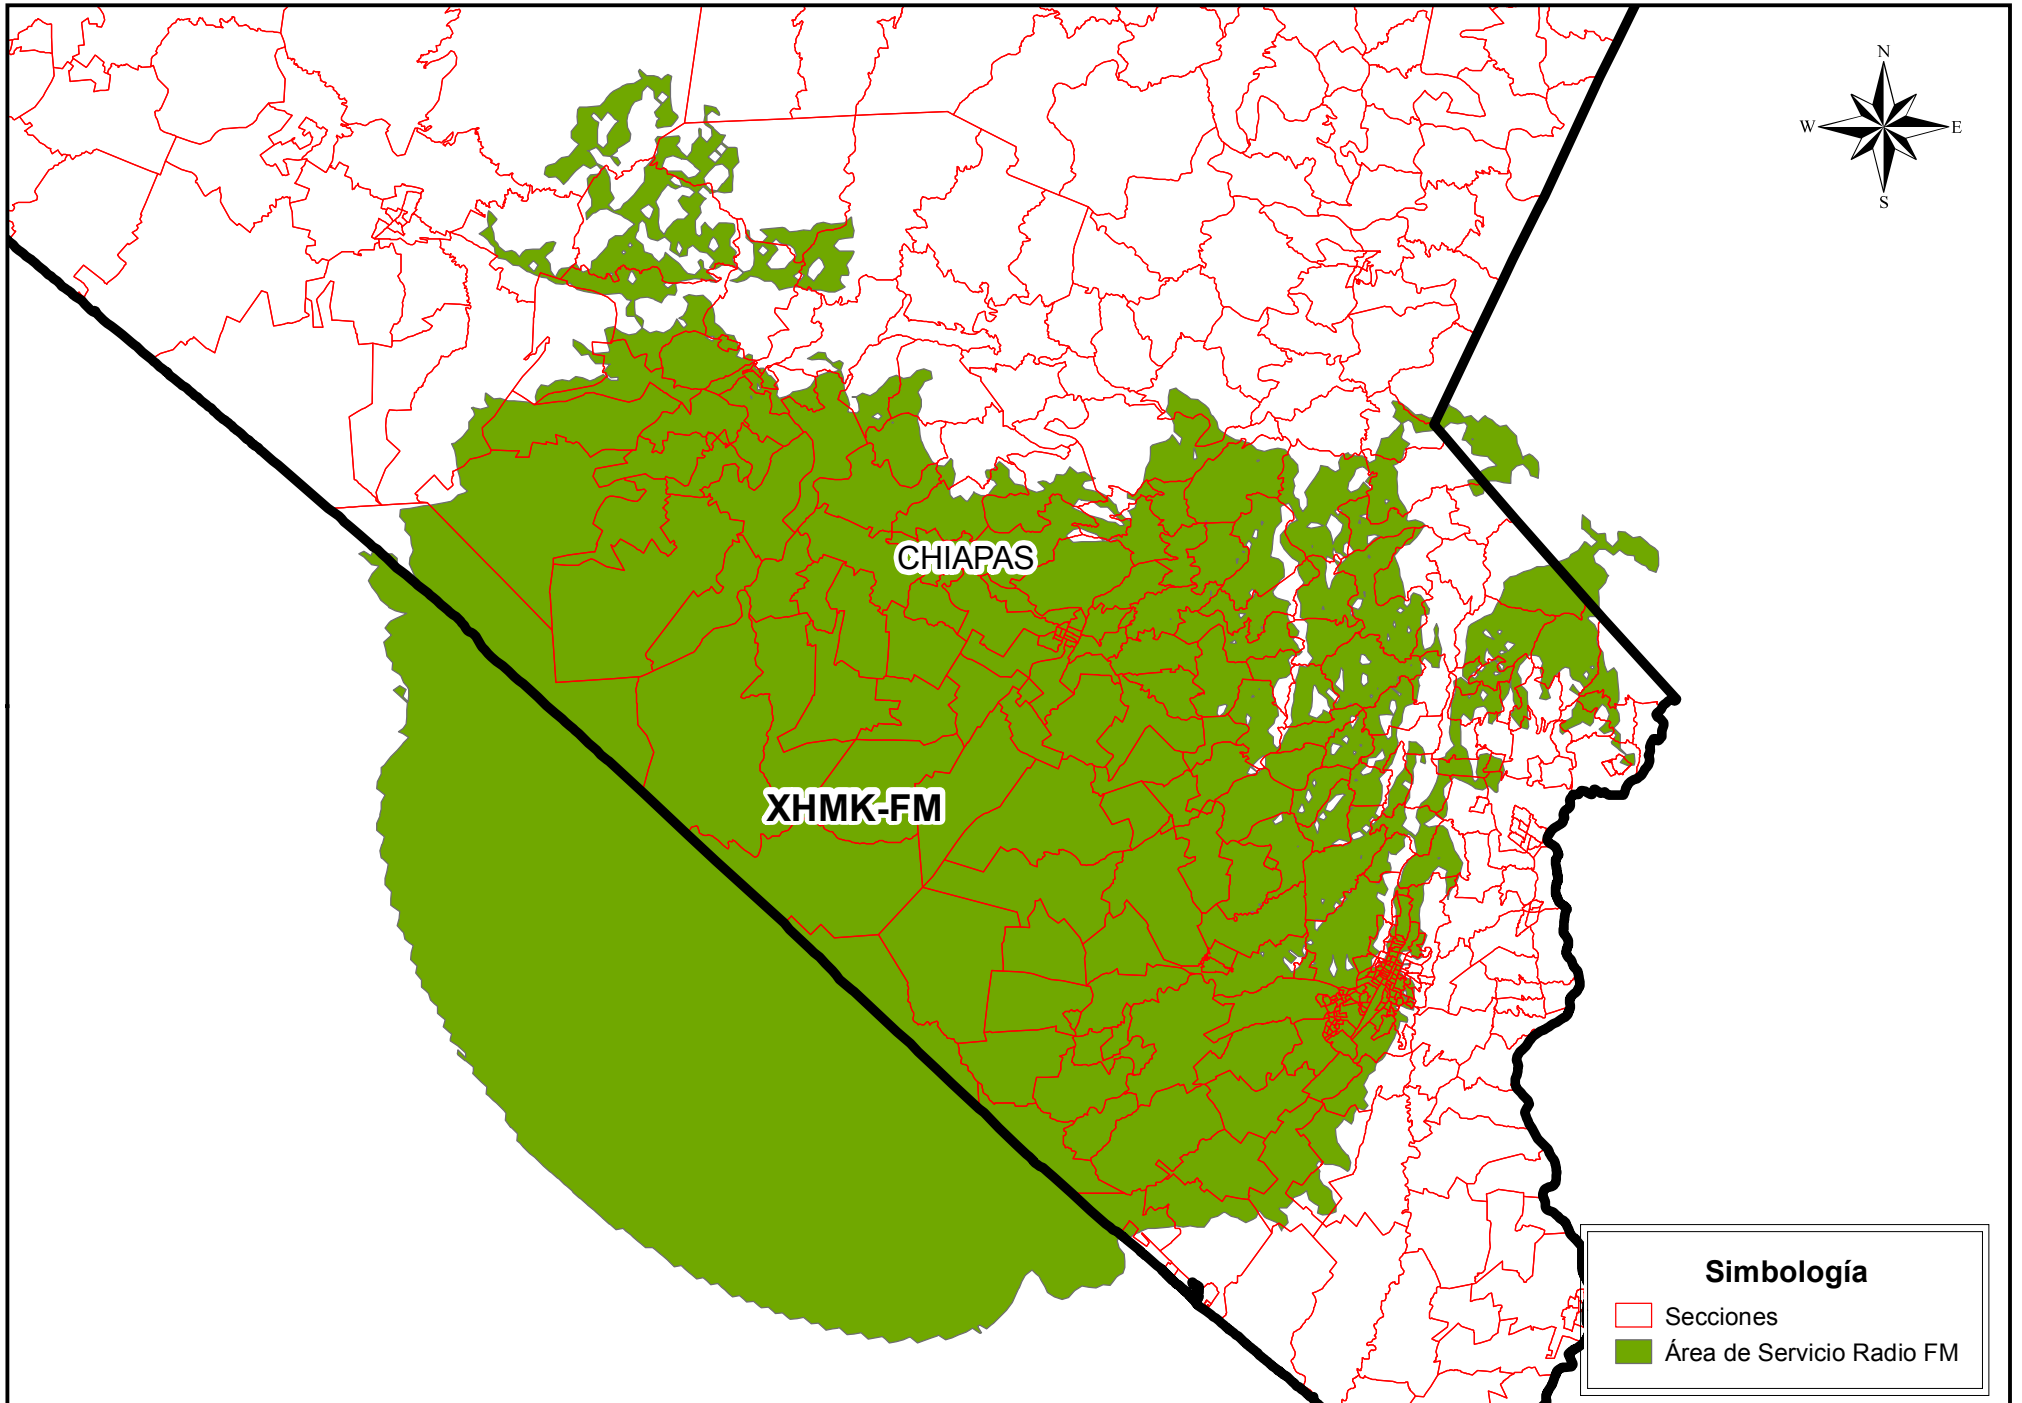 N
W E
S
CHIAPAS
XHMK-FM
Simbología
Secciones
Área de Servicio Radio FM